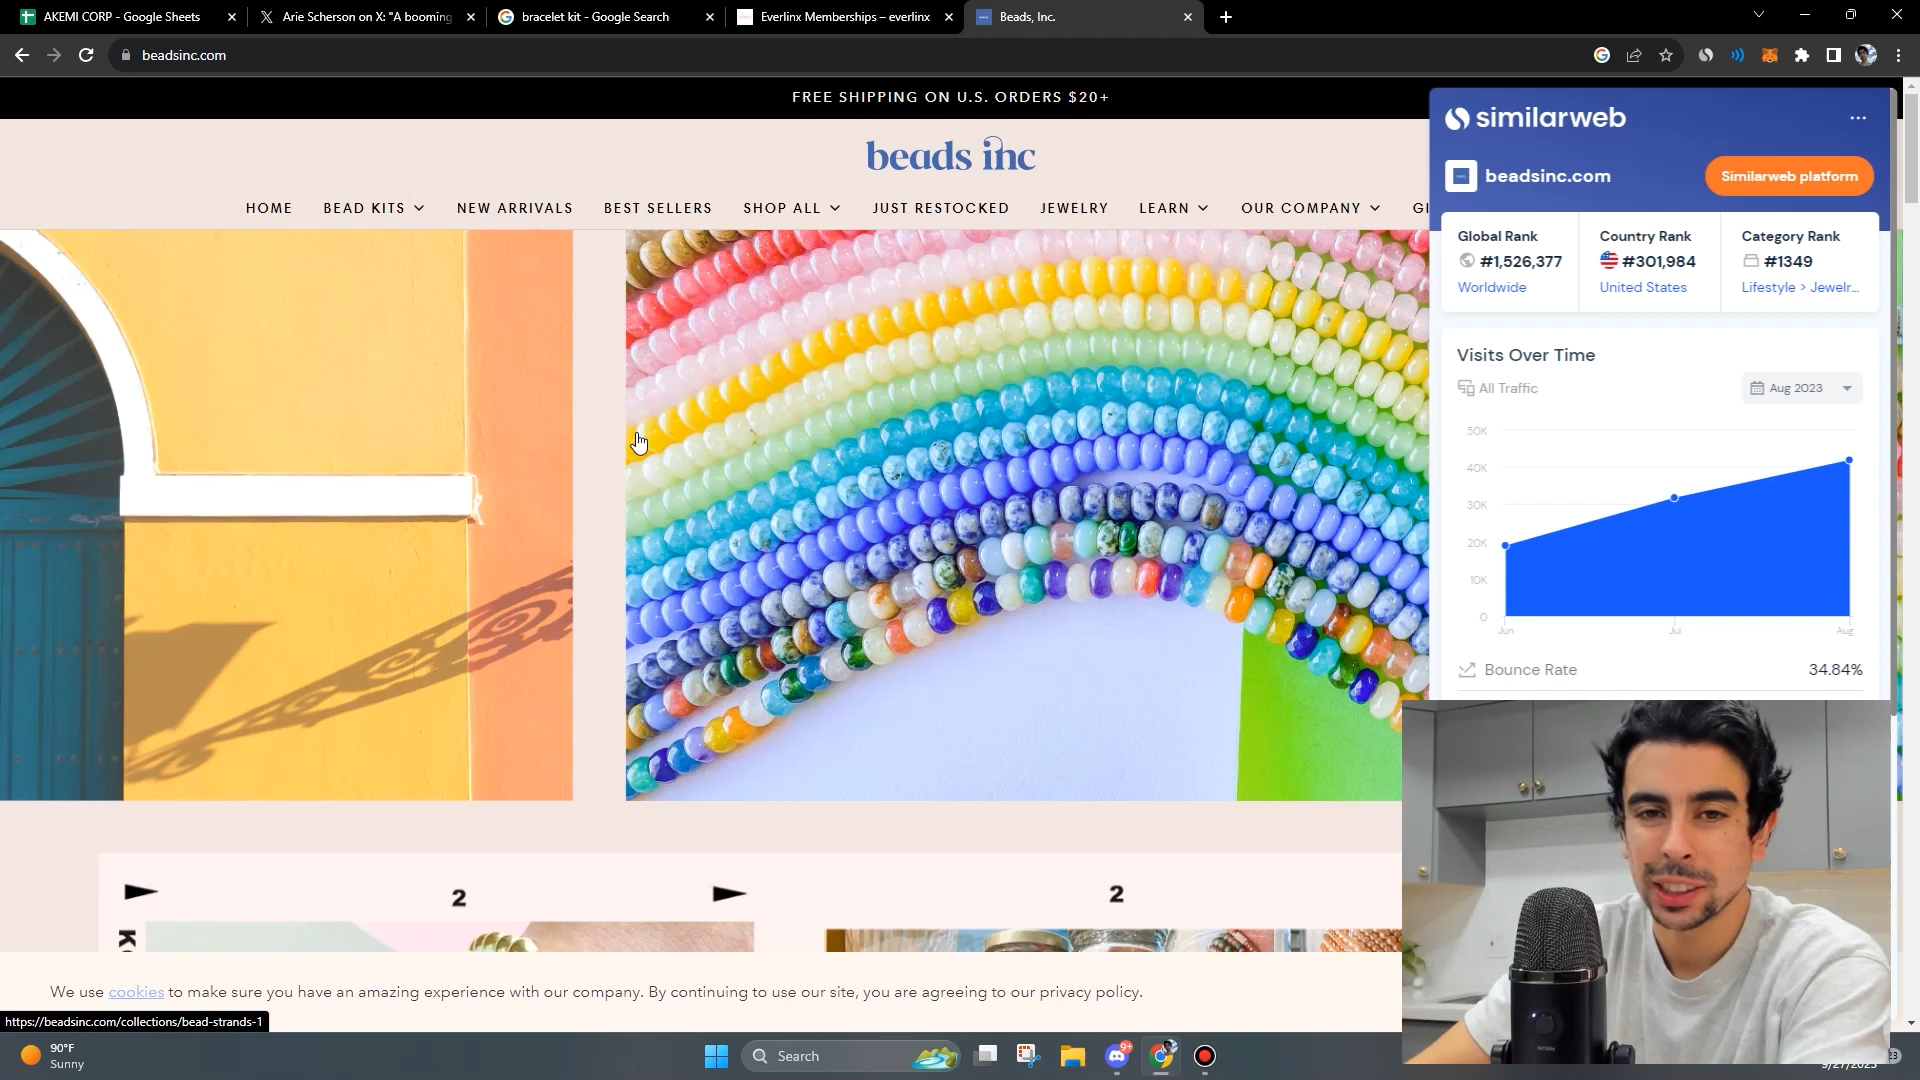 AKEMI CORP - Google Sheets
Arie Scherson on X: "A booming
bracelet kit - Google Search
Everlinx Memberships – everlinx
Beads, Inc.
beadsinc.com
FREE SHIPPING ON U.S. ORDERS $20+
beads inc
HOME
BEAD KITS
NEW ARRIVALS
BEST SELLERS
SHOP ALL
JUST RESTOCKED
JEWELRY
LEARN
OUR COMPANY
GI
similarweb
beadsinc.com
Similarweb platform
Global Rank
#1,526,377
Worldwide
Country Rank
#301,984
United States
Category Rank
#1349
Lifestyle > Jewelr...
Visits Over Time
All Traffic
Aug 2023
50K
40K
30K
20K
10K
0
Jun
Jul
Aug
Bounce Rate
34.84%
2
2
We use cookies to make sure you have an amazing experience with our company. By continuing to use our site, you are agreeing to our privacy policy.
https://beadsinc.com/collections/bead-strands-1
90°F
Sunny
Search
9+